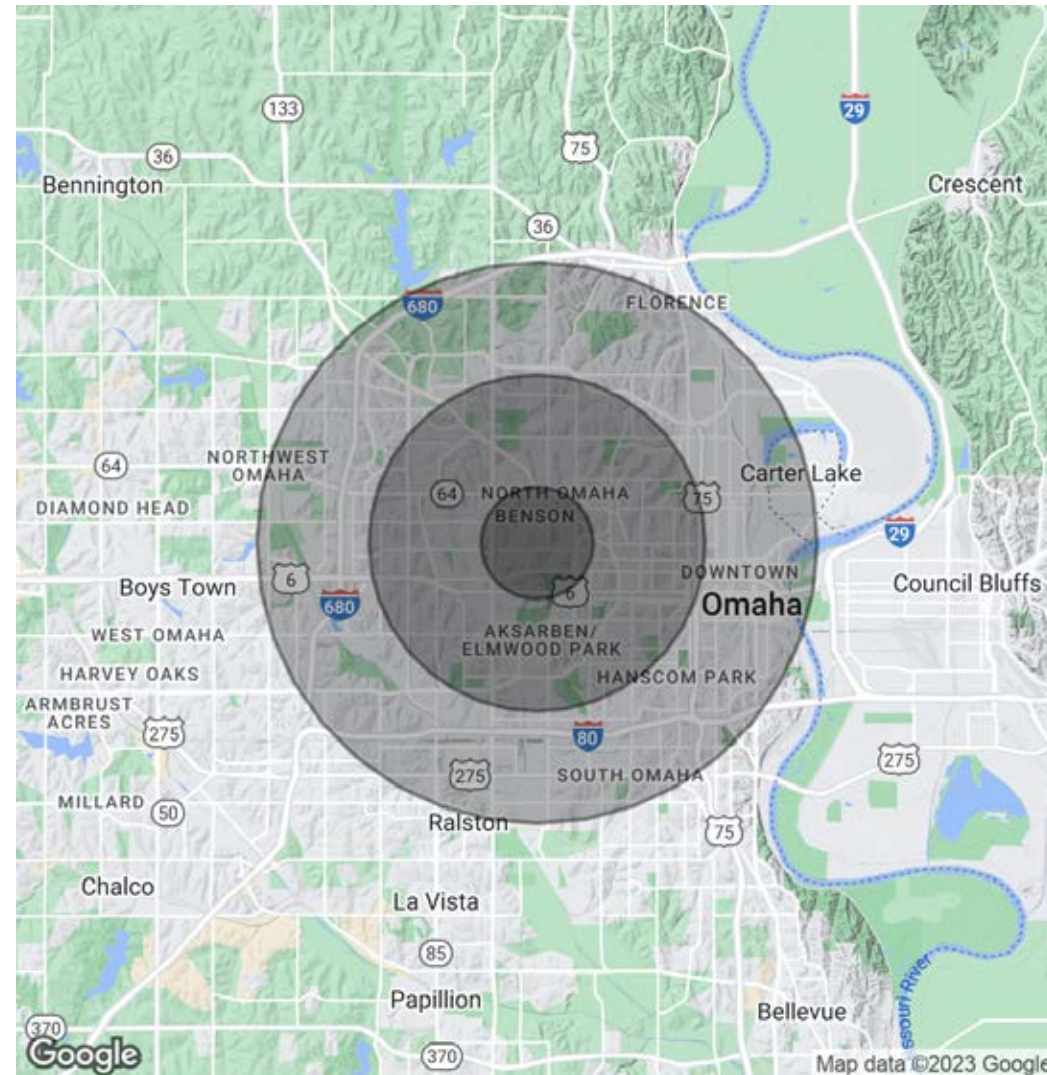 133
29
75
36
Bennington
Crescent
36
680
FLORENCE
NORTHWEST
OMAHA
64
64
NORTH OMAHA
75
Carter Lake
DIAMOND HEAD
BENSON
29
6
Boys Town
680
6
DOWNTOWN
Council Bluffs
Omaha
WEST OMAHA
AKSARBEN/
ELMWOOD PARK
HARVEY OAKS
HANSCOM PARK
ARMBRUST
ACRES
275
80
275
275
SOUTH OMAHA
MILLARD
50
Ralston
75
Chalco
La Vista
85
Papillion
Bellevue
ssouri River
370
Google
370
Map data ©2023 Google